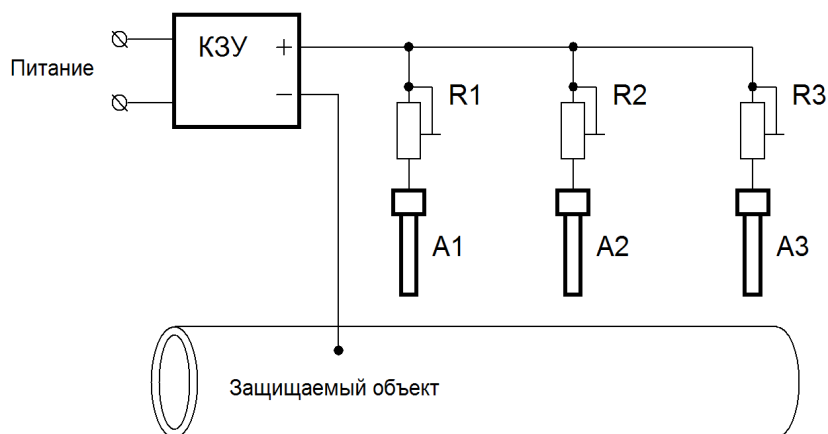 Питание
КЗУ
+
−
R1
R2
R3
A1
A2
A3
Защищаемый объект